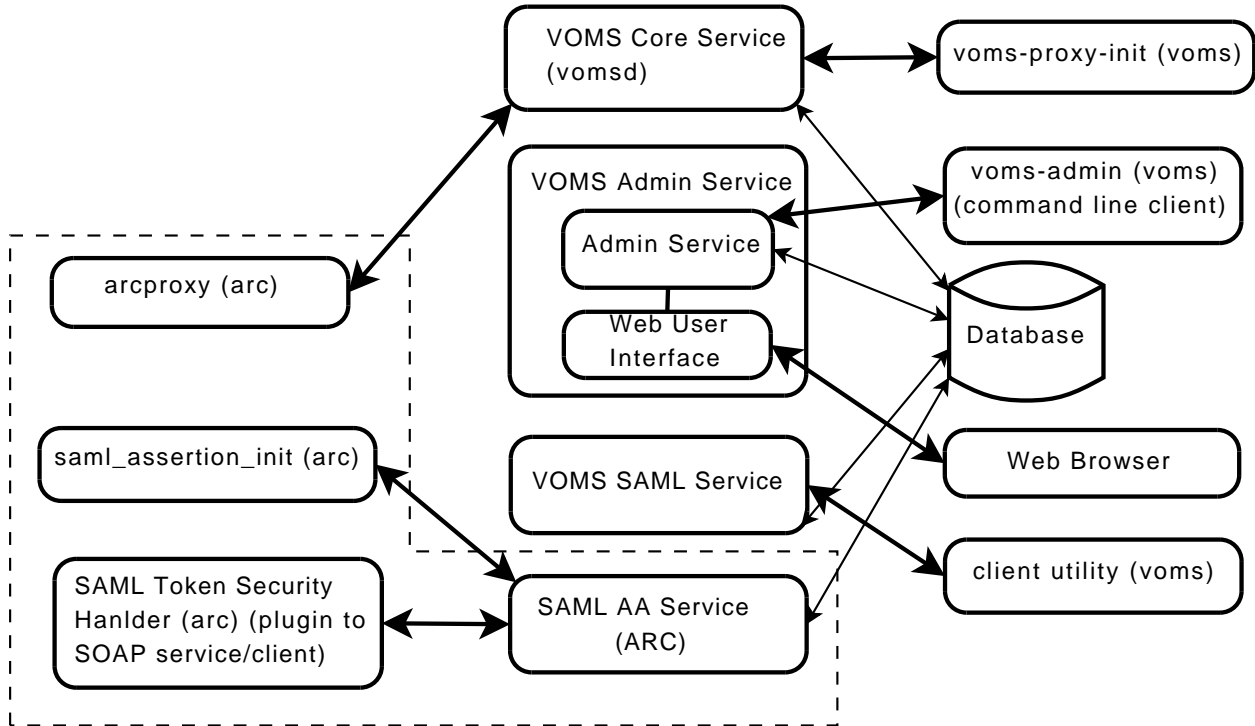 VOMS Core Service
(vomsd)
voms-proxy-init (voms)
VOMS Admin Service
voms-admin (voms)
(command line client)
Admin Service
arcproxy (arc)
Web User
Interface
Database
saml_assertion_init (arc)
VOMS SAML Service
Web Browser
SAML Token Security
Hanlder (arc) (plugin to
SOAP service/client)
SAML AA Service
(ARC)
client utility (voms)